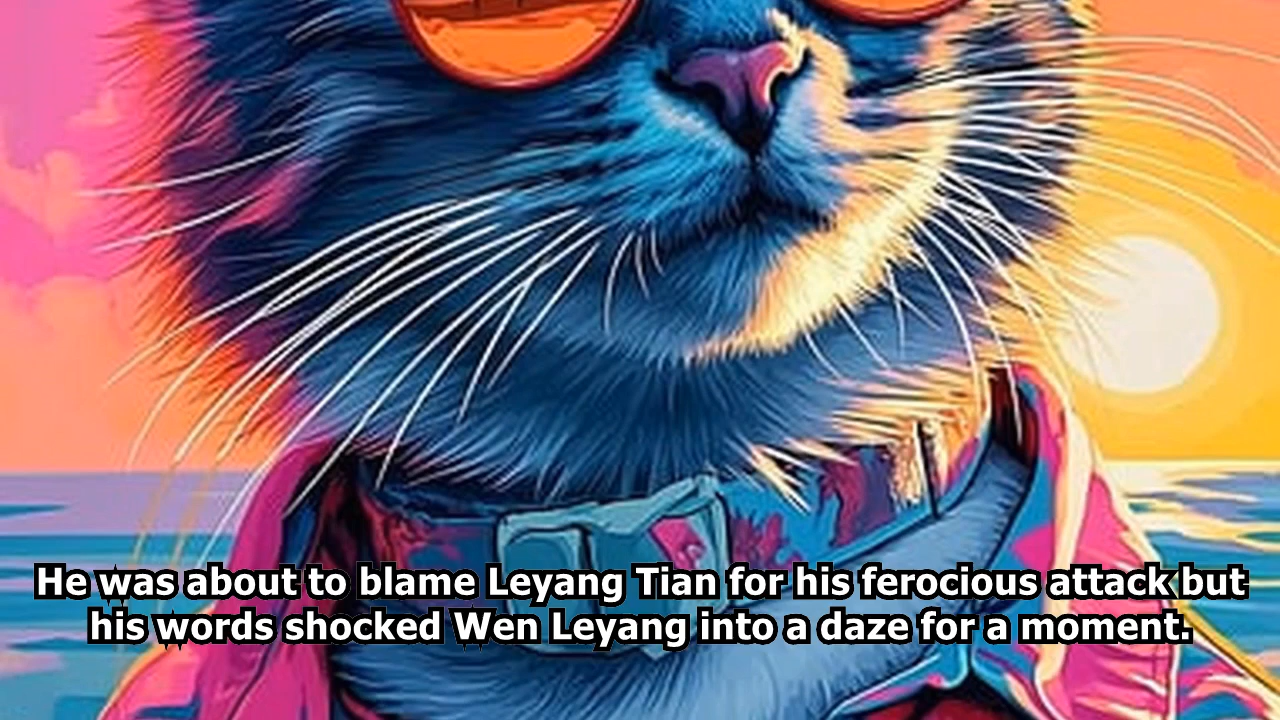 He was about to blame Leyang Tian for his ferocious attack but
his words shocked Wen Leyang into a daze for a moment.